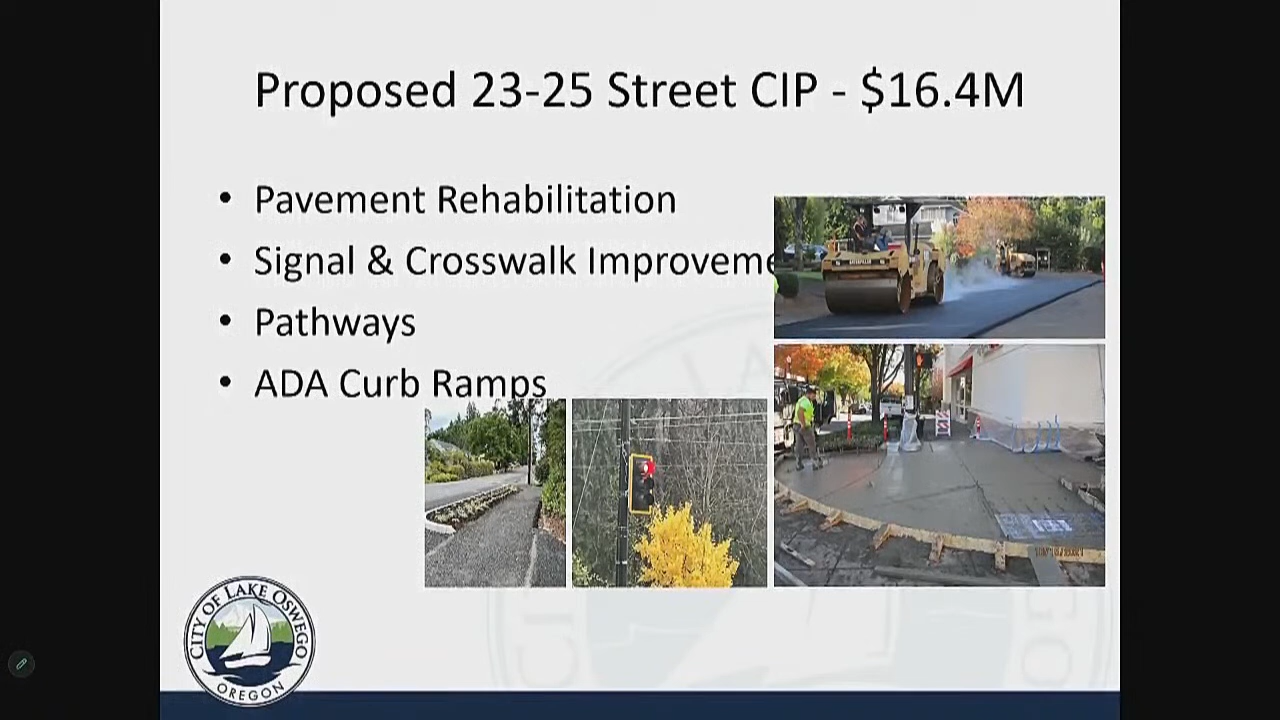 Proposed 23-25 Street CIP - $16.4M
• Pavement Rehabilitation
• Signal & Crosswalk Improveme
• Pathways
• ADA Curb Ramps
CATERPILLAR
CITY OF LAKE OSWEGO
OREGON